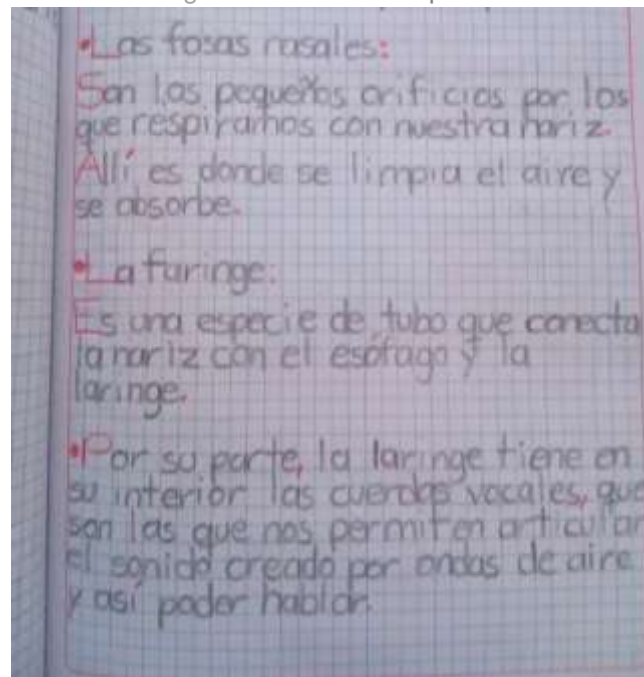 •Las fosas nasales:
Son los pequeños orificios por los
que respiramos con nuestra nariz.
Allí es donde se limpia el aire y
se absorbe.
•La faringe:
Es una especie de tubo que conecta
la nariz con el esófago y la
laringe.
•Por su parte, la laringe tiene en
su interior las cuerdas vocales, que
son las que nos permiten articular
el sonido creado por ondas de aire
y así poder hablar.